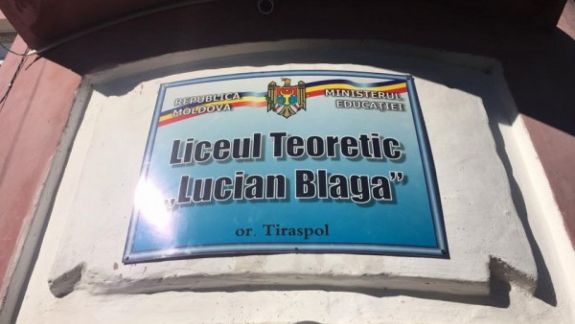 REPUBLICA
MOLDOVA
MINISTERUL
EDUCAȚIEI
Liceul Teoretic
„Lucian Blaga”
or. Tiraspol